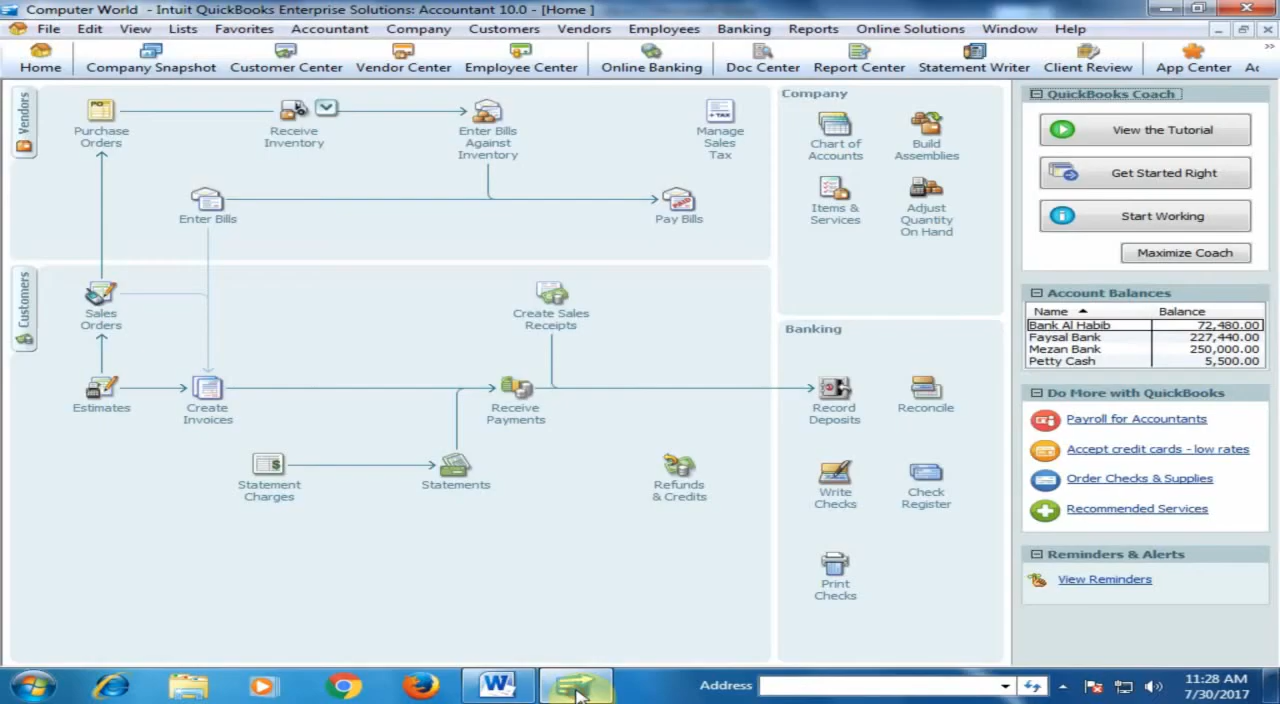 Computer World - Intuit QuickBooks Enterprise Solutions: Accountant 10.0 - [Home ]
File Edit View Lists Favorites Accountant Company Customers Vendors Employees Banking Reports Online Solutions Window Help
Home Company Snapshot Customer Center Vendor Center Employee Center Online Banking Doc Center Report Center Statement Writer Client Review App Center Ac
Vendors
Purchase
Orders
Receive
Inventory
Enter Bills
Against
Inventory
Manage
Sales
Tax
Enter Bills
Pay Bills
Customers
Sales
Orders
Create Sales
Receipts
Estimates
Create
Invoices
Receive
Payments
Statement
Charges
Statements
Refunds
& Credits
Company
Chart of
Accounts
Build
Assemblies
Items &
Services
Adjust
Quantity
On Hand
Banking
Record
Deposits
Reconcile
Write
Checks
Check
Register
Print
Checks
QuickBooks Coach
View the Tutorial
Get Started Right
Start Working
Maximize Coach
Account Balances
Name Balance
Bank Al Habib 72,480.00
Faysal Bank 227,440.00
Mezan Bank 250,000.00
Petty Cash 5,500.00
Do More with QuickBooks
Payroll for Accountants
Accept credit cards - low rates
Order Checks & Supplies
Recommended Services
Reminders & Alerts
View Reminders
Address
11:28 AM
7/30/2017